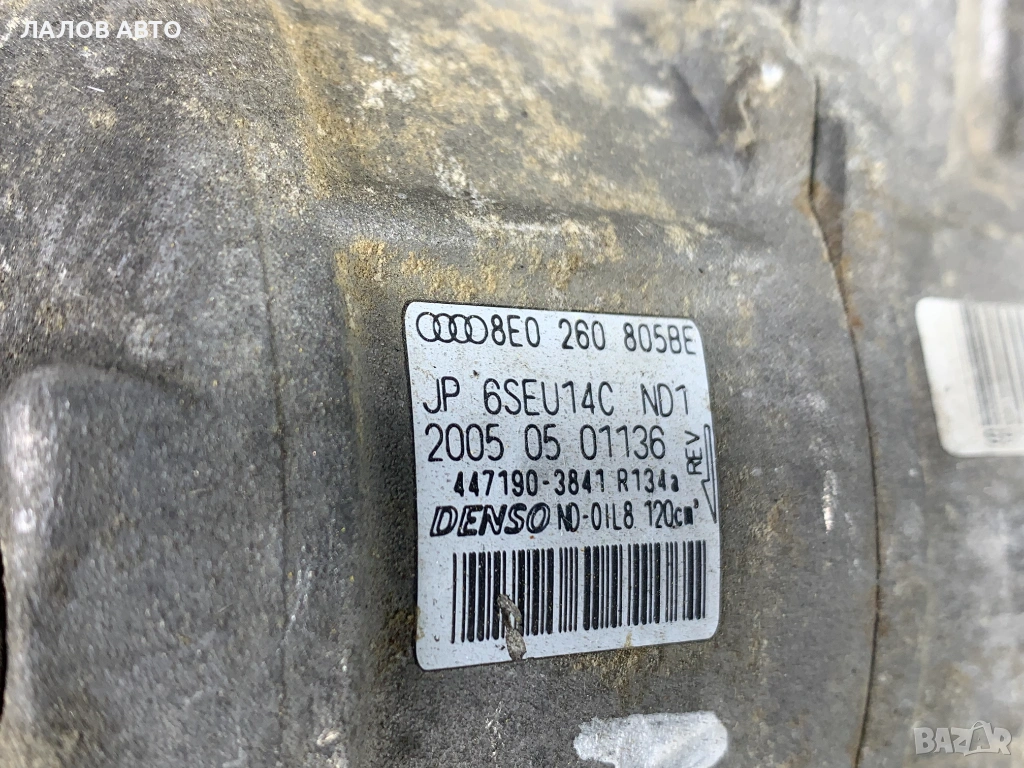 ЛАЛОВ АВТО
8E0 260 805BE
JP 6SEU14C ND1
2005 05 01136
REV
447190-3841 R134a
DENSO ND-OIL8 120cm³
BAZAR